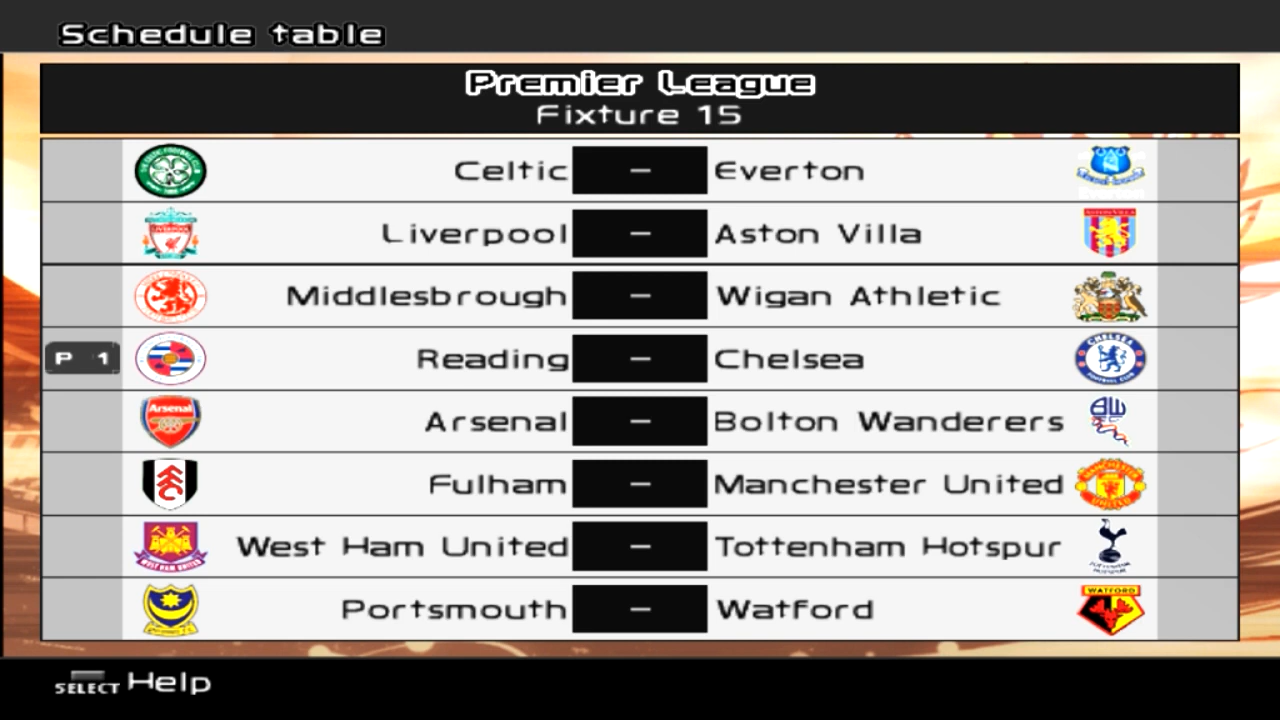 Schedule table
Premier League
Fixture 15
Celtic – Everton
Liverpool – Aston Villa
Middlesbrough – Wigan Athletic
P 1 Reading – Chelsea
Arsenal – Bolton Wanderers
Fulham – Manchester United
West Ham United – Tottenham Hotspur
Portsmouth – Watford
SELECT Help